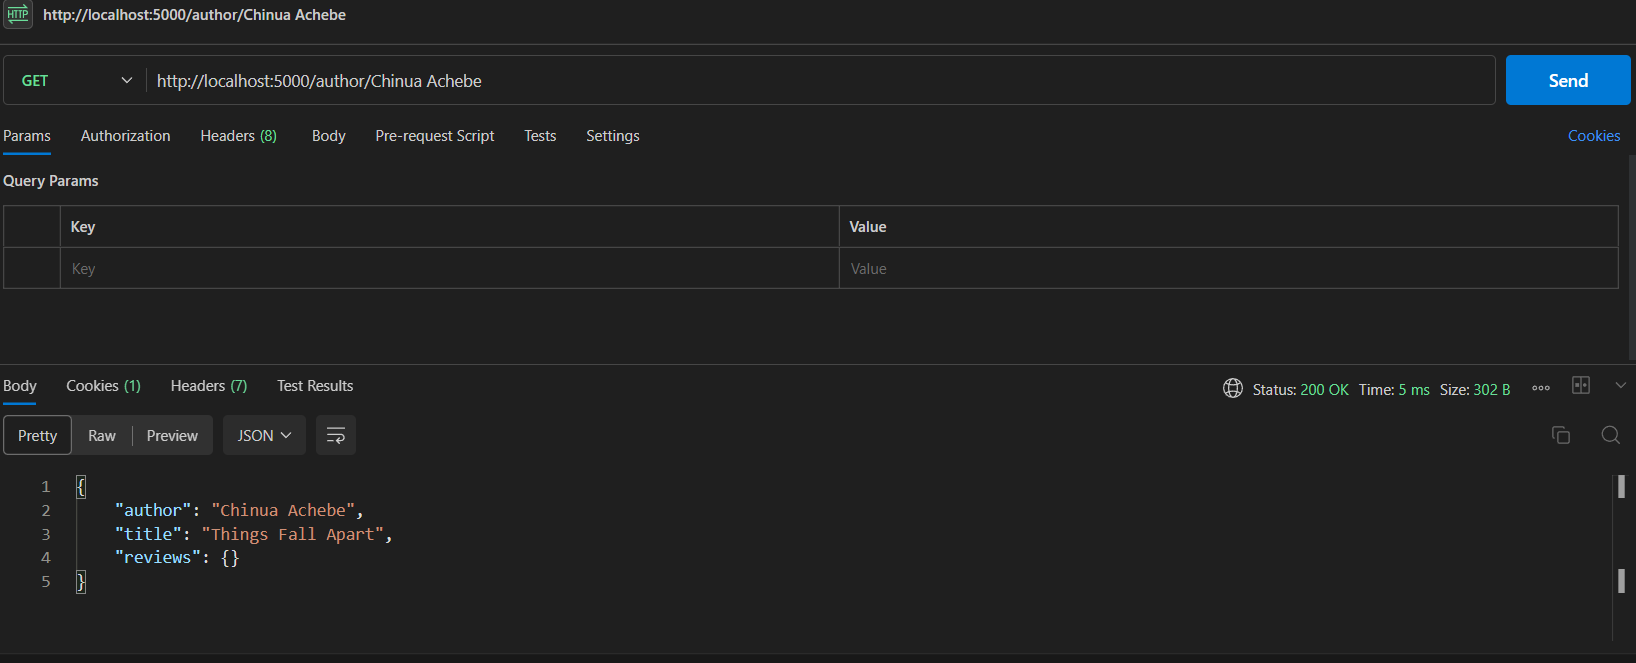 HTTP http://localhost:5000/author/Chinua Achebe
GET http://localhost:5000/author/Chinua Achebe Send
Params Authorization Headers (8) Body Pre-request Script Tests Settings Cookies
Query Params
Key Value
Key Value
Body Cookies (1) Headers (7) Test Results Status: 200 OK Time: 5 ms Size: 302 B
Pretty Raw Preview JSON
1 {
2 "author": "Chinua Achebe",
3 "title": "Things Fall Apart",
4 "reviews": {}
5 }